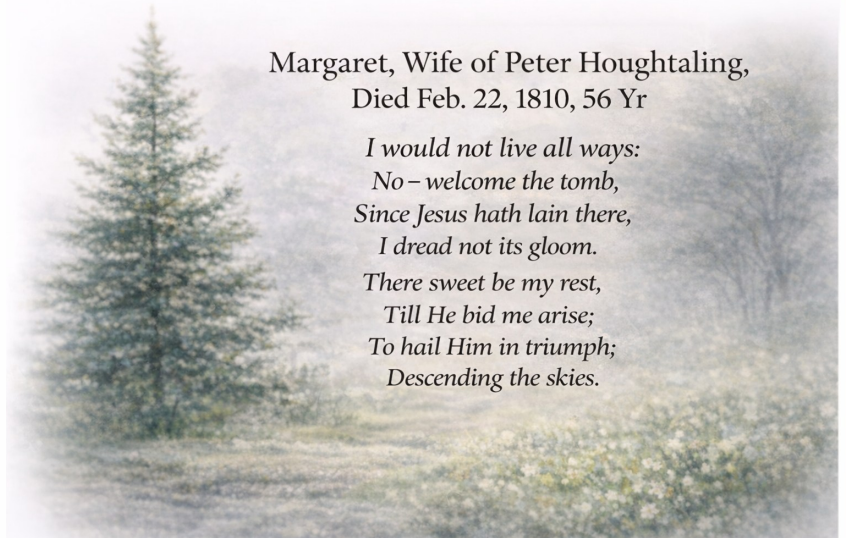 Margaret, Wife of Peter Houghtaling,
Died Feb. 22, 1810, 56 Yr
I would not live all ways:
No – welcome the tomb,
Since Jesus hath lain there,
I dread not its gloom.
There sweet be my rest,
Till He bid me arise;
To hail Him in triumph;
Descending the skies.